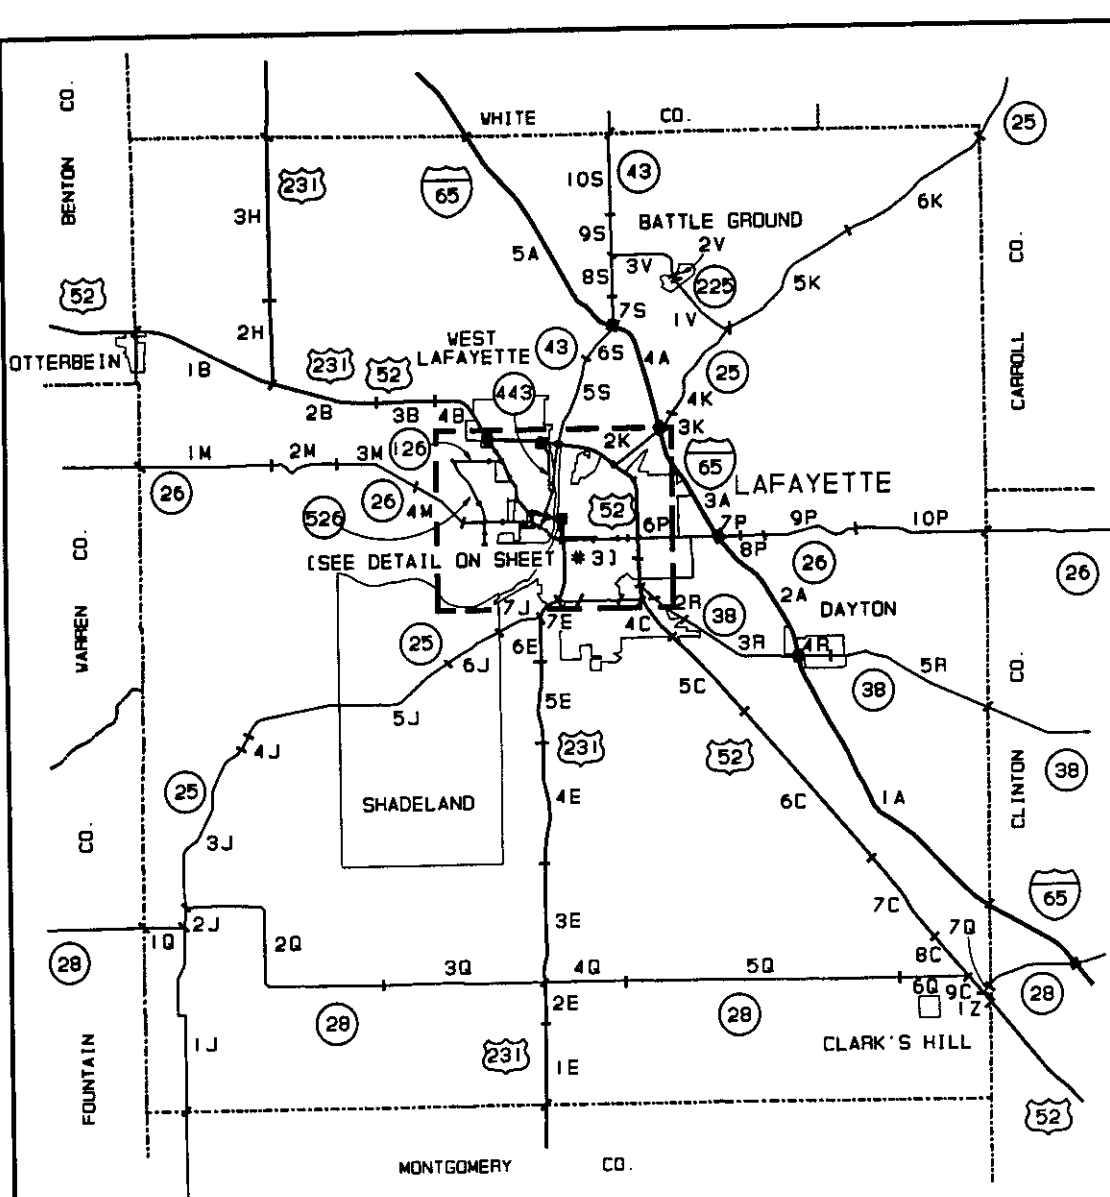 WHITE CO.
BENTON CO.
25
43
10S
231
65
6K
3H
BATTLE GROUND
9S
2V
5A
3V
8S
225
CO.
52
5K
7S
1V
2H
WEST
LAFAYETTE
43
6S
4A
OTTERBEIN
231
52
25
1B
443
5S
CARROLL
2B
3B
4B
4K
3K
2K
126
1M
2M
3M
65
LAFAYETTE
26
26
4M
3A
52
526
6P
7P
9P
10P
8P
[SEE DETAIL ON SHEET #3]
26
26
WARREN CO.
2A
7J
2R
38
DAYTON
7E
4C
25
6E
3R
4R
6J
5R
CO.
5C
38
5J
5E
4J
231
52
38
25
4E
6C
1A
SHADELAND
CLINTON
3J
CO.
65
7C
2J
3E
7Q
1Q
2Q
8C
28
3Q
4Q
5Q
6Q
9C
28
2E
1Z
28
28
1J
231
CLARK'S HILL
FOUNTAIN
1E
52
MONTGOMERY CO.